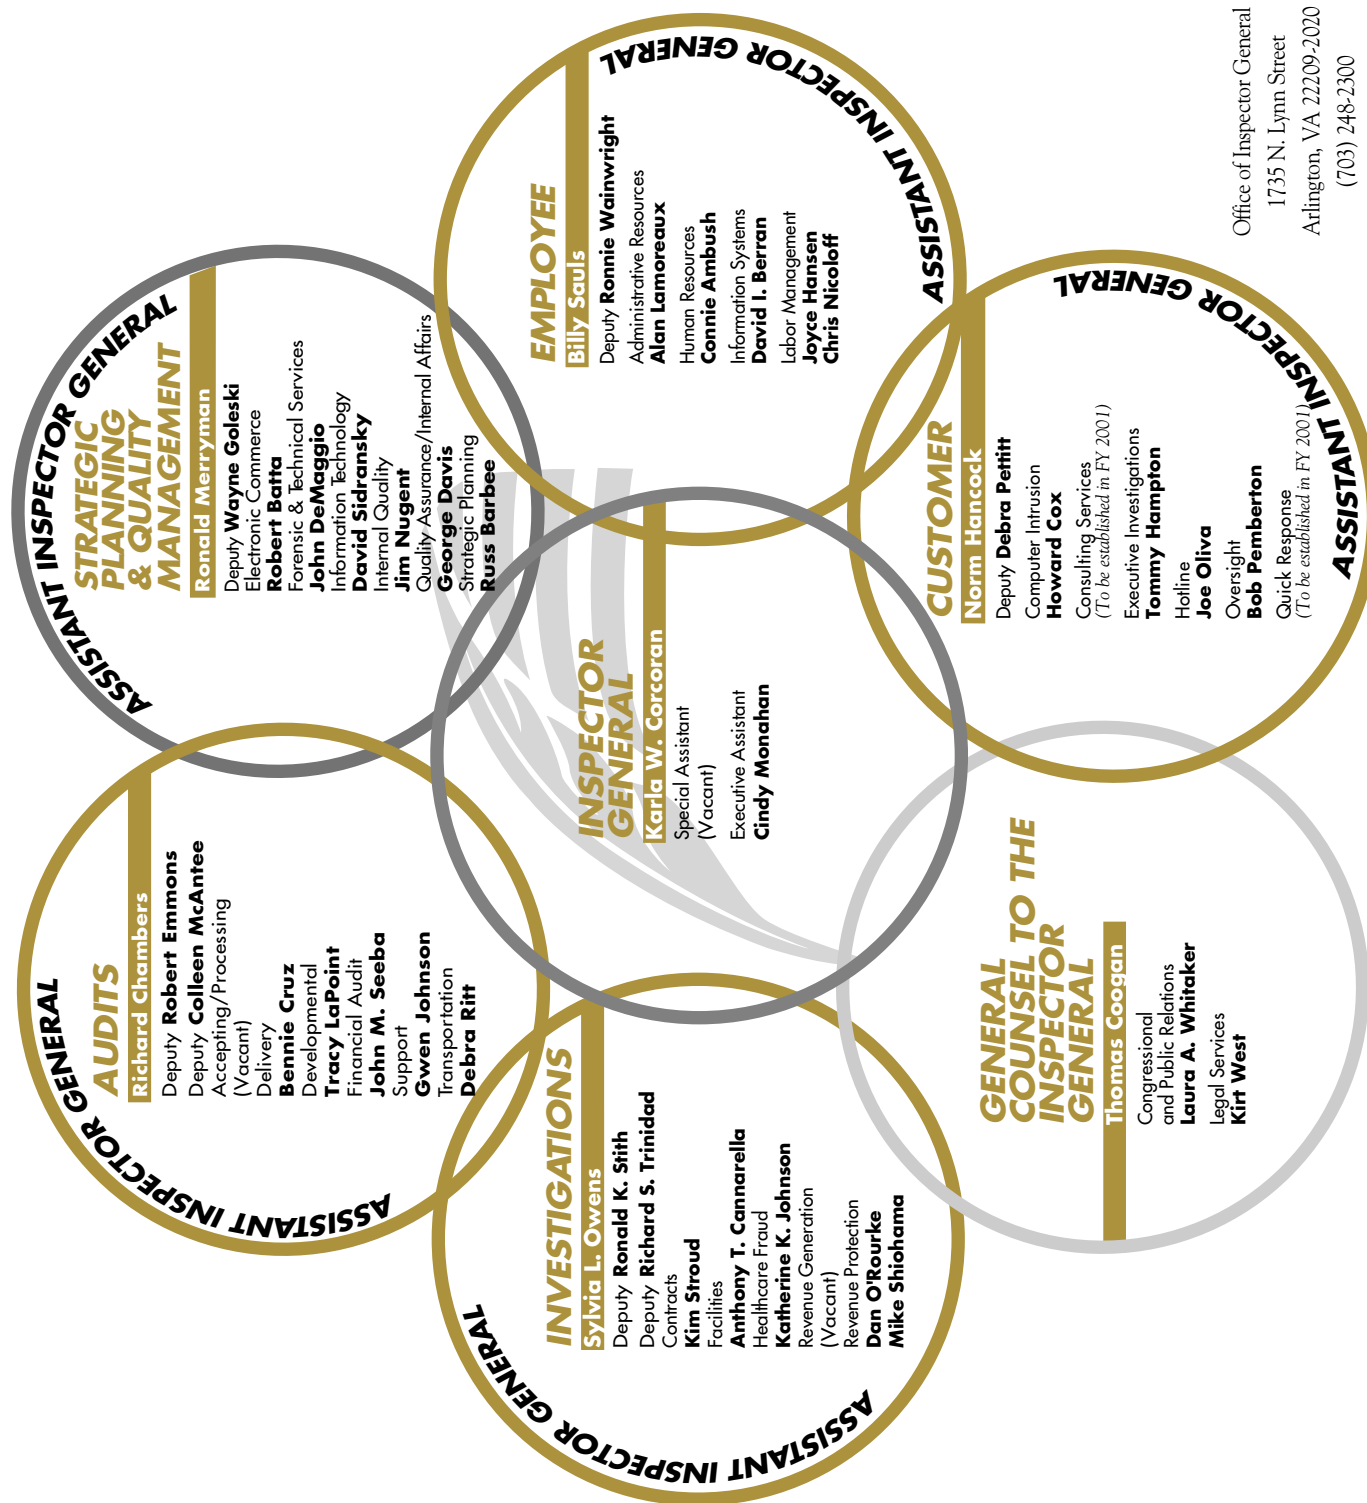 ASSISTANT INSPECTOR GENERAL
AUDITS
Richard Chambers
Deputy Robert Emmons
Deputy Colleen McAntee
Accepting/Processing
(Vacant)
Delivery
Bennie Cruz
Developmental
Tracy LaPoint
Financial Audit
John M. Seeba
Support
Gwen Johnson
Transportation
Debra Ritt
ASSISTANT INSPECTOR GENERAL
STRATEGIC
PLANNING
& QUALITY
MANAGEMENT
Ronald Merryman
Deputy Wayne Goleski
Electronic Commerce
Robert Batta
Forensic & Technical Services
John DeMaggio
Information Technology
David Sidransky
Internal Quality
Jim Nugent
Quality Assurance/Internal Affairs
George Davis
Strategic Planning
Russ Barbee
ASSISTANT INSPECTOR GENERAL
INVESTIGATIONS
Sylvia L. Owens
Deputy Ronald K. Stith
Deputy Richard S. Trinidad
Contracts
Kim Stroud
Facilities
Anthony T. Cannarella
Healthcare Fraud
Katherine K. Johnson
Revenue Generation
(Vacant)
Revenue Protection
Dan O'Rourke
Mike Shiohama
INSPECTOR
GENERAL
Karla W. Corcoran
Special Assistant
(Vacant)
Executive Assistant
Cindy Monahan
EMPLOYEE
Billy Sauls
Deputy Ronnie Wainwright
Administrative Resources
Alan Lamoreaux
Human Resources
Connie Ambush
Information Systems
David I. Berran
Labor Management
Joyce Hansen
Chris Nicoloff
ASSISTANT INSPECTOR GENERAL
GENERAL
COUNSEL TO THE
INSPECTOR
GENERAL
Thomas Coogan
Congressional
and Public Relations
Laura A. Whitaker
Legal Services
Kirt West
CUSTOMER
Norm Hancock
Deputy Debra Pettitt
Computer Intrusion
Howard Cox
Consulting Services
(To be established in FY 2001)
Executive Investigations
Tommy Hampton
Hotline
Joe Oliva
Oversight
Bob Pemberton
Quick Response
(To be established in FY 2001)
ASSISTANT INSPECTOR GENERAL
Office of Inspector General
1735 N. Lynn Street
Arlington, VA 22209-2020
(703) 248-2300